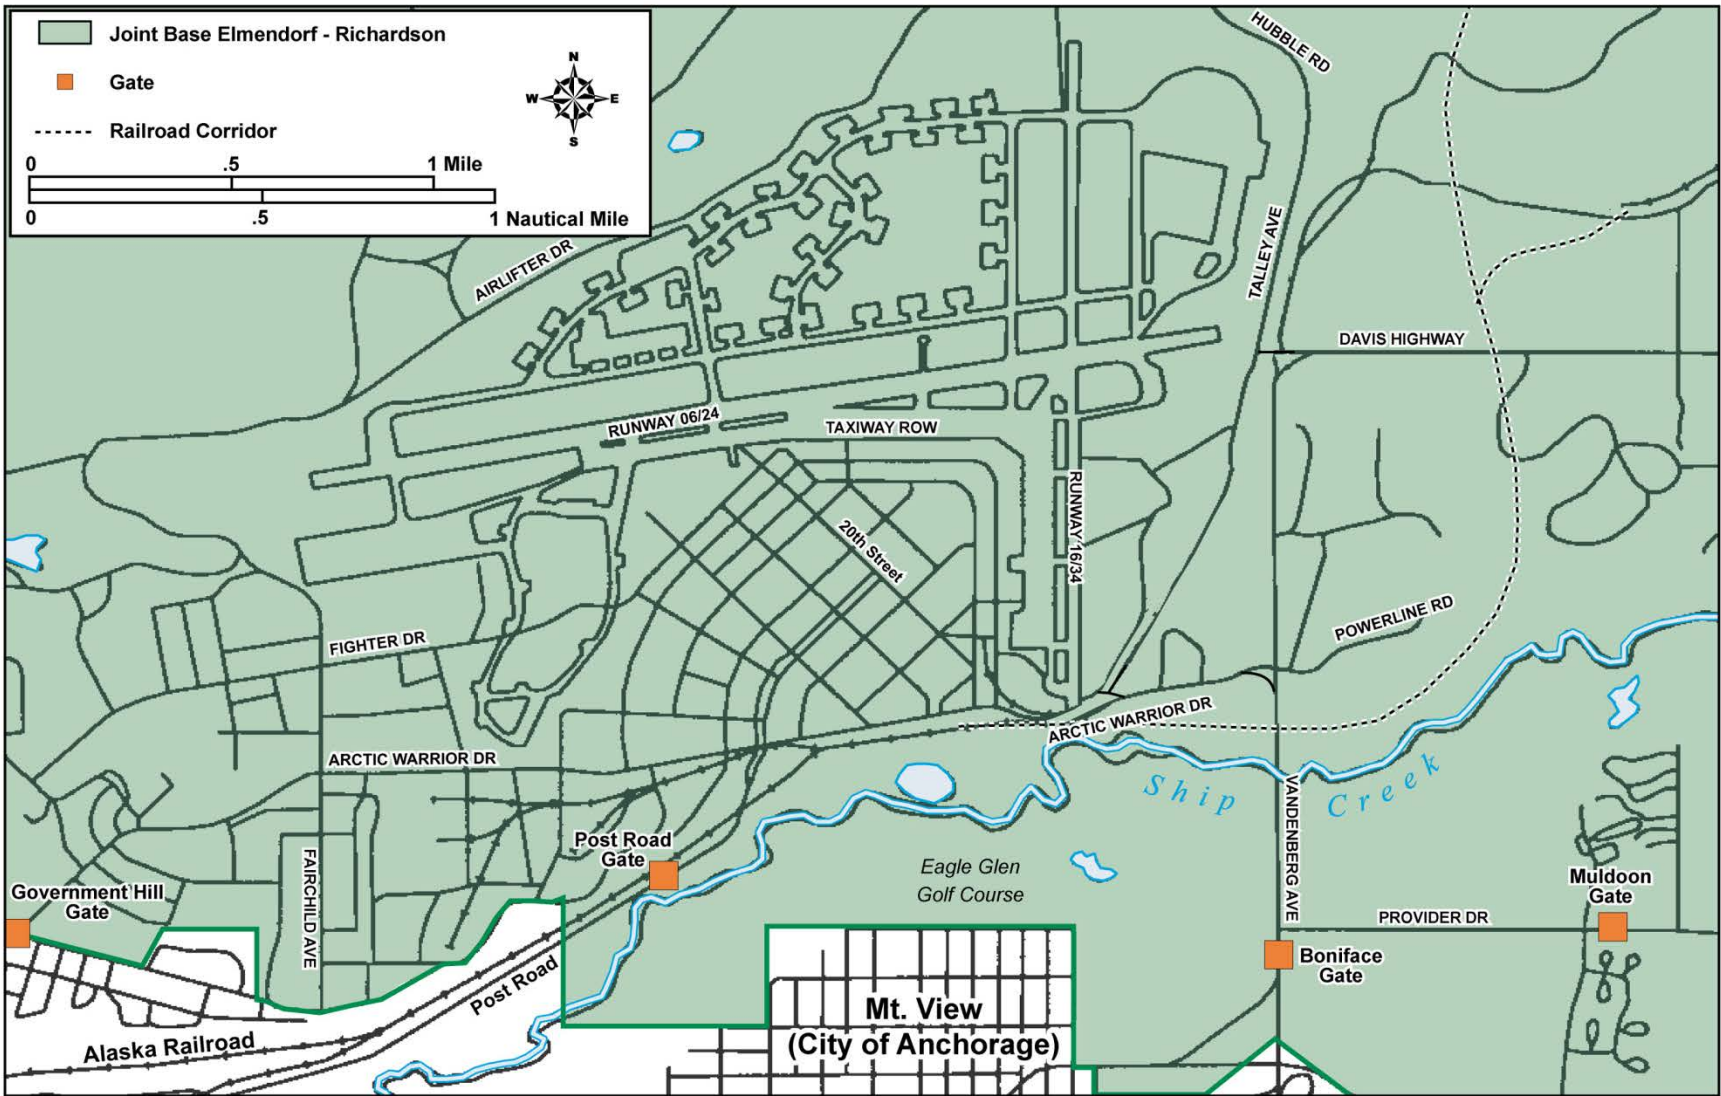 Joint Base Elmendorf - Richardson
Gate
Railroad Corridor
N
W E
S
0 .5 1 Mile
0 .5 1 Nautical Mile
HUBBLE RD
AIRLIFTER DR
TALLEY AVE
DAVIS HIGHWAY
RUNWAY 06/24
TAXIWAY ROW
RUNWAY 16/34
20th Street
FIGHTER DR
POWERLINE RD
ARCTIC WARRIOR DR
ARCTIC WARRIOR DR
Ship Creek
VANDENBERG AVE
FAIRCHILD AVE
Post Road
Gate
Eagle Glen
Golf Course
Government Hill
Gate
Muldoon
Gate
PROVIDER DR
Boniface
Gate
Post Road
Mt. View
(City of Anchorage)
Alaska Railroad